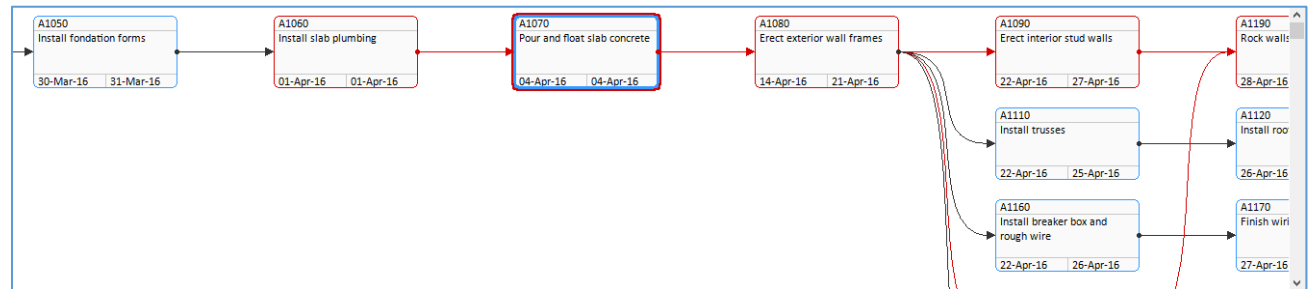 A1050
Install fondation forms
30-Mar-16 31-Mar-16
A1060
Install slab plumbing
01-Apr-16 01-Apr-16
A1070
Pour and float slab concrete
04-Apr-16 04-Apr-16
A1080
Erect exterior wall frames
14-Apr-16 21-Apr-16
A1090
Erect interior stud walls
22-Apr-16 27-Apr-16
A1190
Rock walls
28-Apr-16
A1110
Install trusses
22-Apr-16 25-Apr-16
A1120
Install
26-Apr-16
A1160
Install breaker box and
rough wire
22-Apr-16 26-Apr-16
A1170
Finish
27-Apr-16